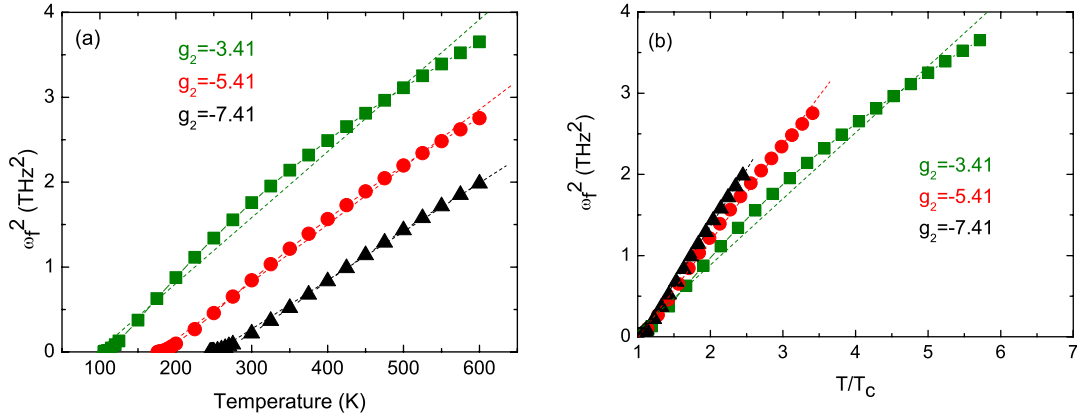 (a)
g2=-3.41
g2=-5.41
g2=-7.41
ωf2 (THz2)
4
3
2
1
0
100 200 300 400 500 600
Temperature (K)
(b)
g2=-3.41
g2=-5.41
g2=-7.41
ωf2 (THz2)
4
3
2
1
0
1 2 3 4 5 6 7
T/Tc